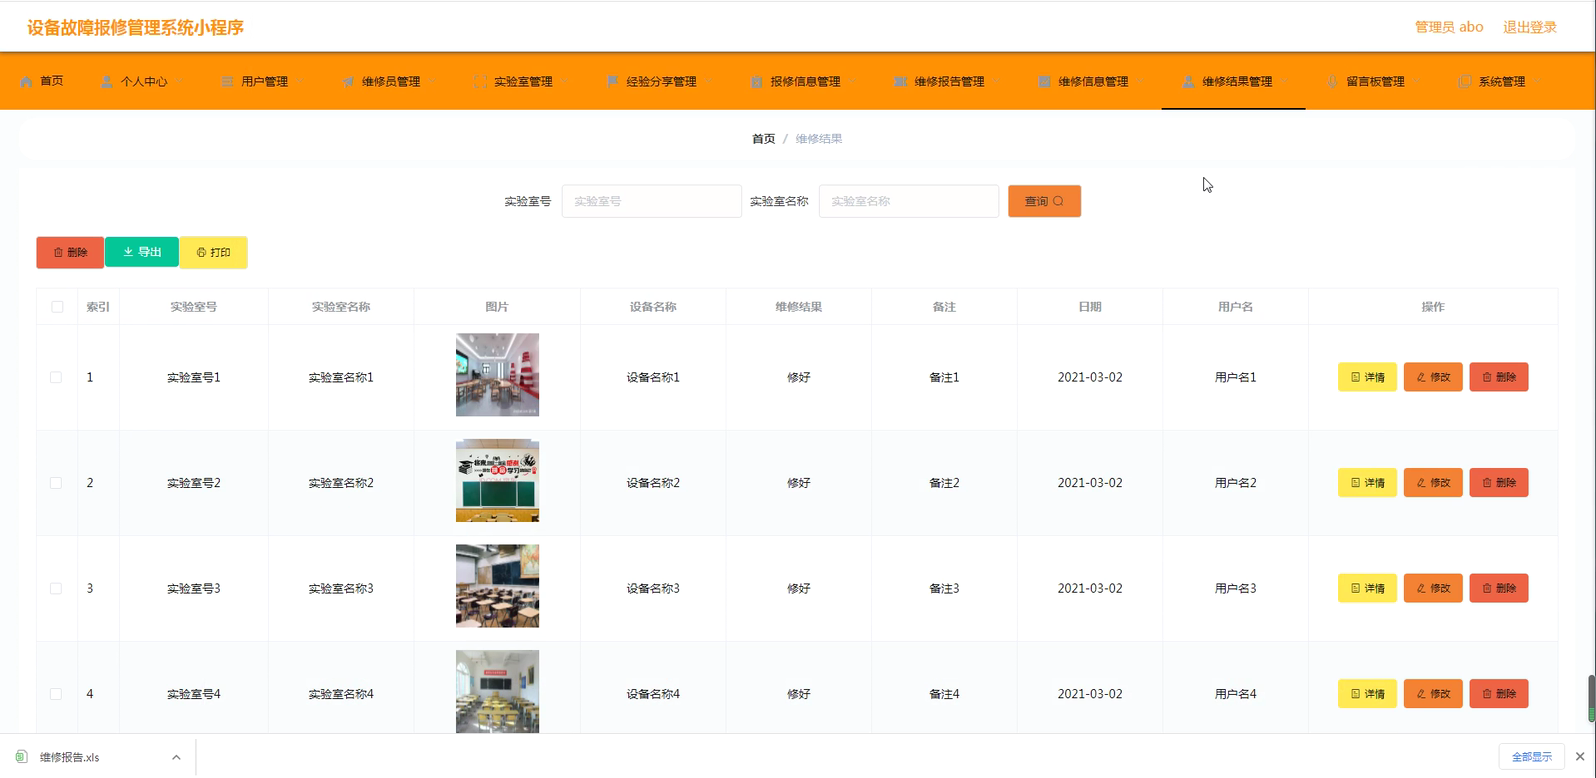 设备故障报修管理系统小程序
管理员 abo 退出登录
首页 个人中心 用户管理 维修员管理 实验室管理 经验分享管理 报修信息管理 维修报告管理 维修信息管理 维修结果管理 留言板管理 系统管理
首页 / 维修结果
实验室号 实验室号 实验室名称 实验室名称 查询
删除 导出 打印
索引 实验室号 实验室名称 图片 设备名称 维修结果 备注 日期 用户名 操作
1 实验室号1 实验室名称1 设备名称1 修好 备注1 2021-03-02 用户名1 详情 修改 删除
2 实验室号2 实验室名称2 设备名称2 修好 备注2 2021-03-02 用户名2 详情 修改 删除
3 实验室号3 实验室名称3 设备名称3 修好 备注3 2021-03-02 用户名3 详情 修改 删除
4 实验室号4 实验室名称4 设备名称4 修好 备注4 2021-03-02 用户名4 详情 修改 删除
维修报告.xls 全部显示